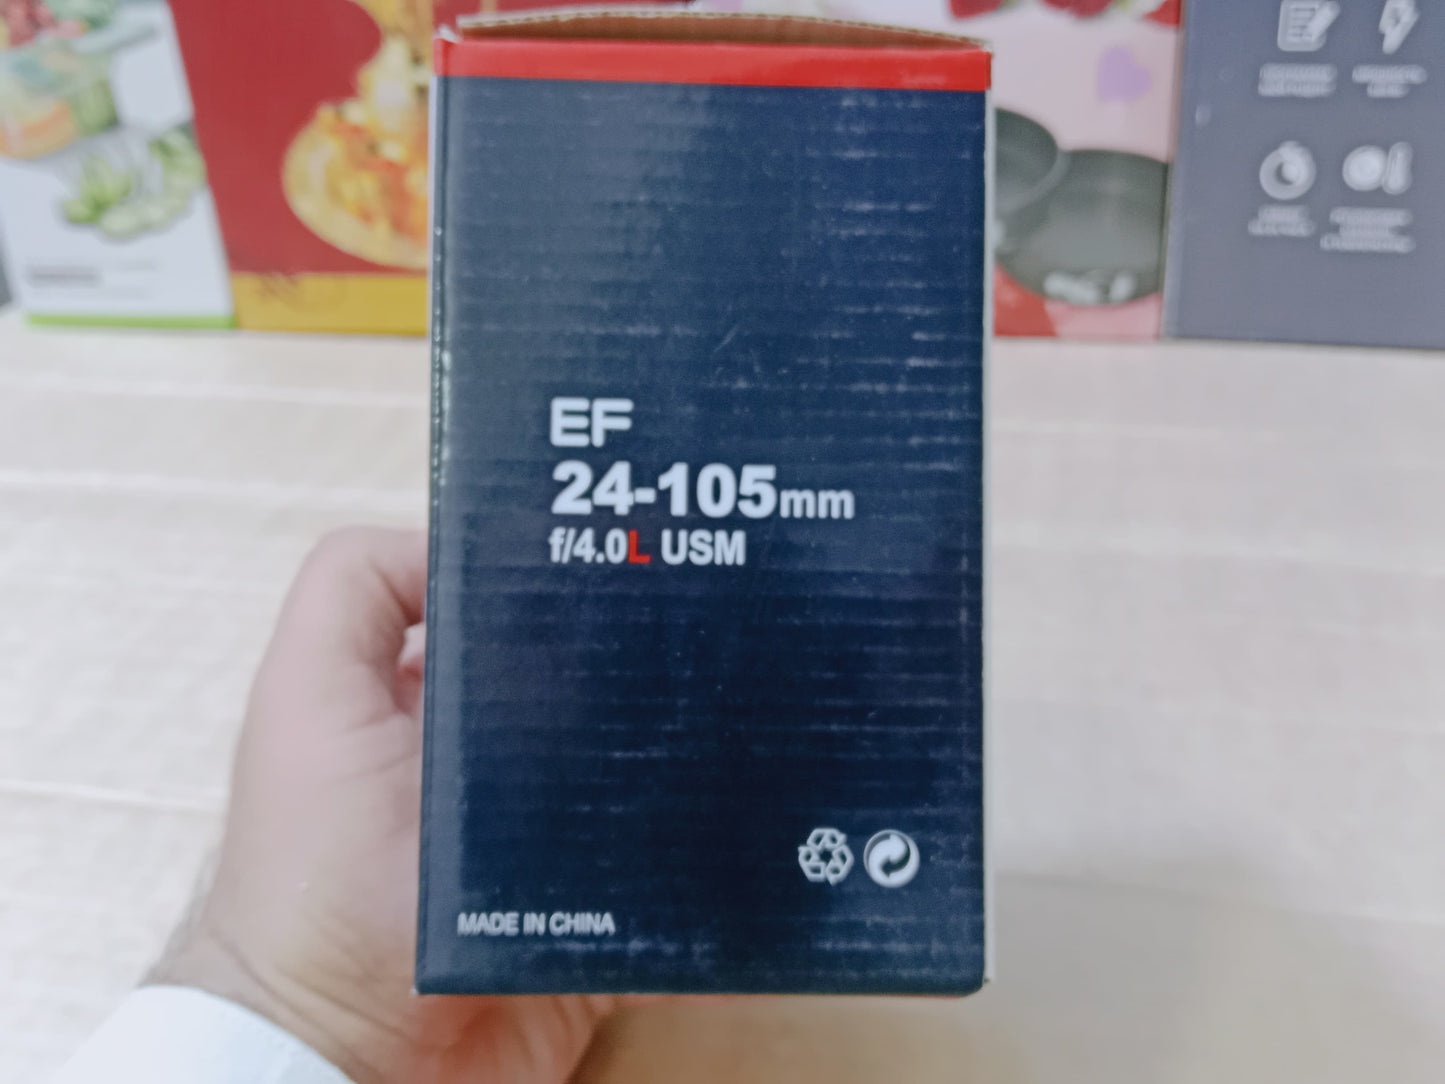 EF
24-105mm
f/4.0L USM
MADE IN CHINA